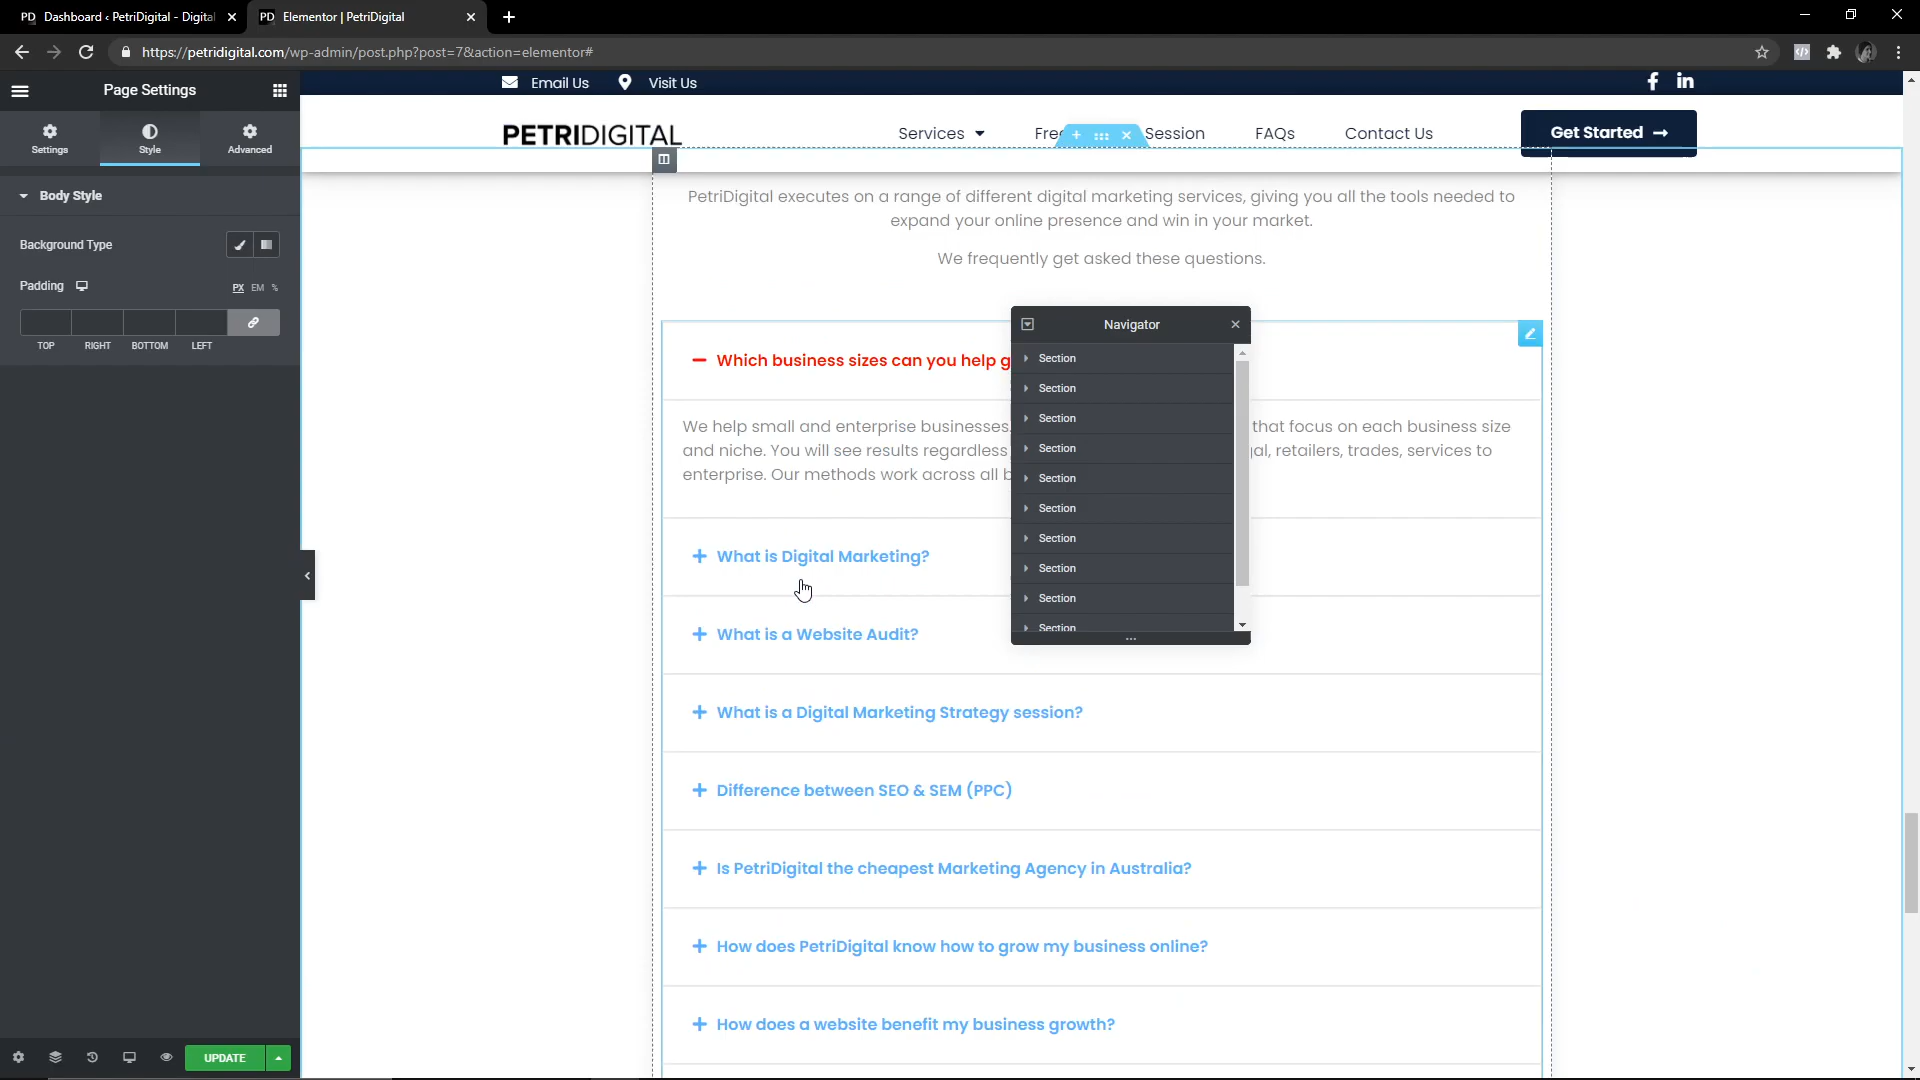 Dashboard ‹ PetriDigital - Digital
Elementor | PetriDigital
https://petridigital.com/wp-admin/post.php?post=7&action=elementor#
Page Settings
Settings
Style
Advanced
Body Style
Background Type
Padding
PX EM %
TOP RIGHT BOTTOM LEFT
UPDATE
Email Us
Visit Us
PETRIDIGITAL
Services
Session
FAQs
Contact Us
Get Started →
PetriDigital executes on a range of different digital marketing services, giving you all the tools needed to
expand your online presence and win in your market.
We frequently get asked these questions.
Navigator
Section
Section
Section
Section
Section
Section
Section
Section
Section
Section
Which business sizes can you help
We help small and enterprise businesses. that focus on each business size
and niche. You will see results regardless retailers, trades, services to
enterprise. Our methods work across all
What is Digital Marketing?
What is a Website Audit?
What is a Digital Marketing Strategy session?
Difference between SEO & SEM (PPC)
Is PetriDigital the cheapest Marketing Agency in Australia?
How does PetriDigital know how to grow my business online?
How does a website benefit my business growth?